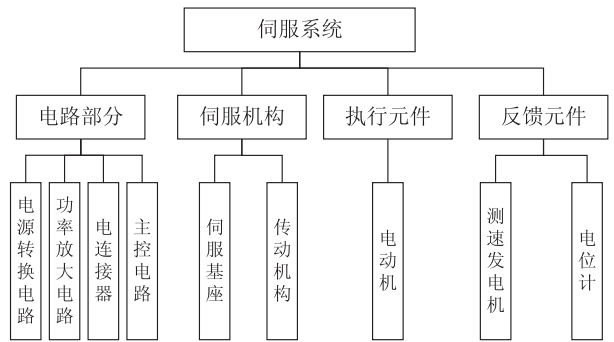 伺服系统
电路部分
伺服机构
执行元件
反馈元件
电源转换电路
功率放大电路
电连接器
主控电路
伺服基座
传动机构
电动机
测速发电机
电位计